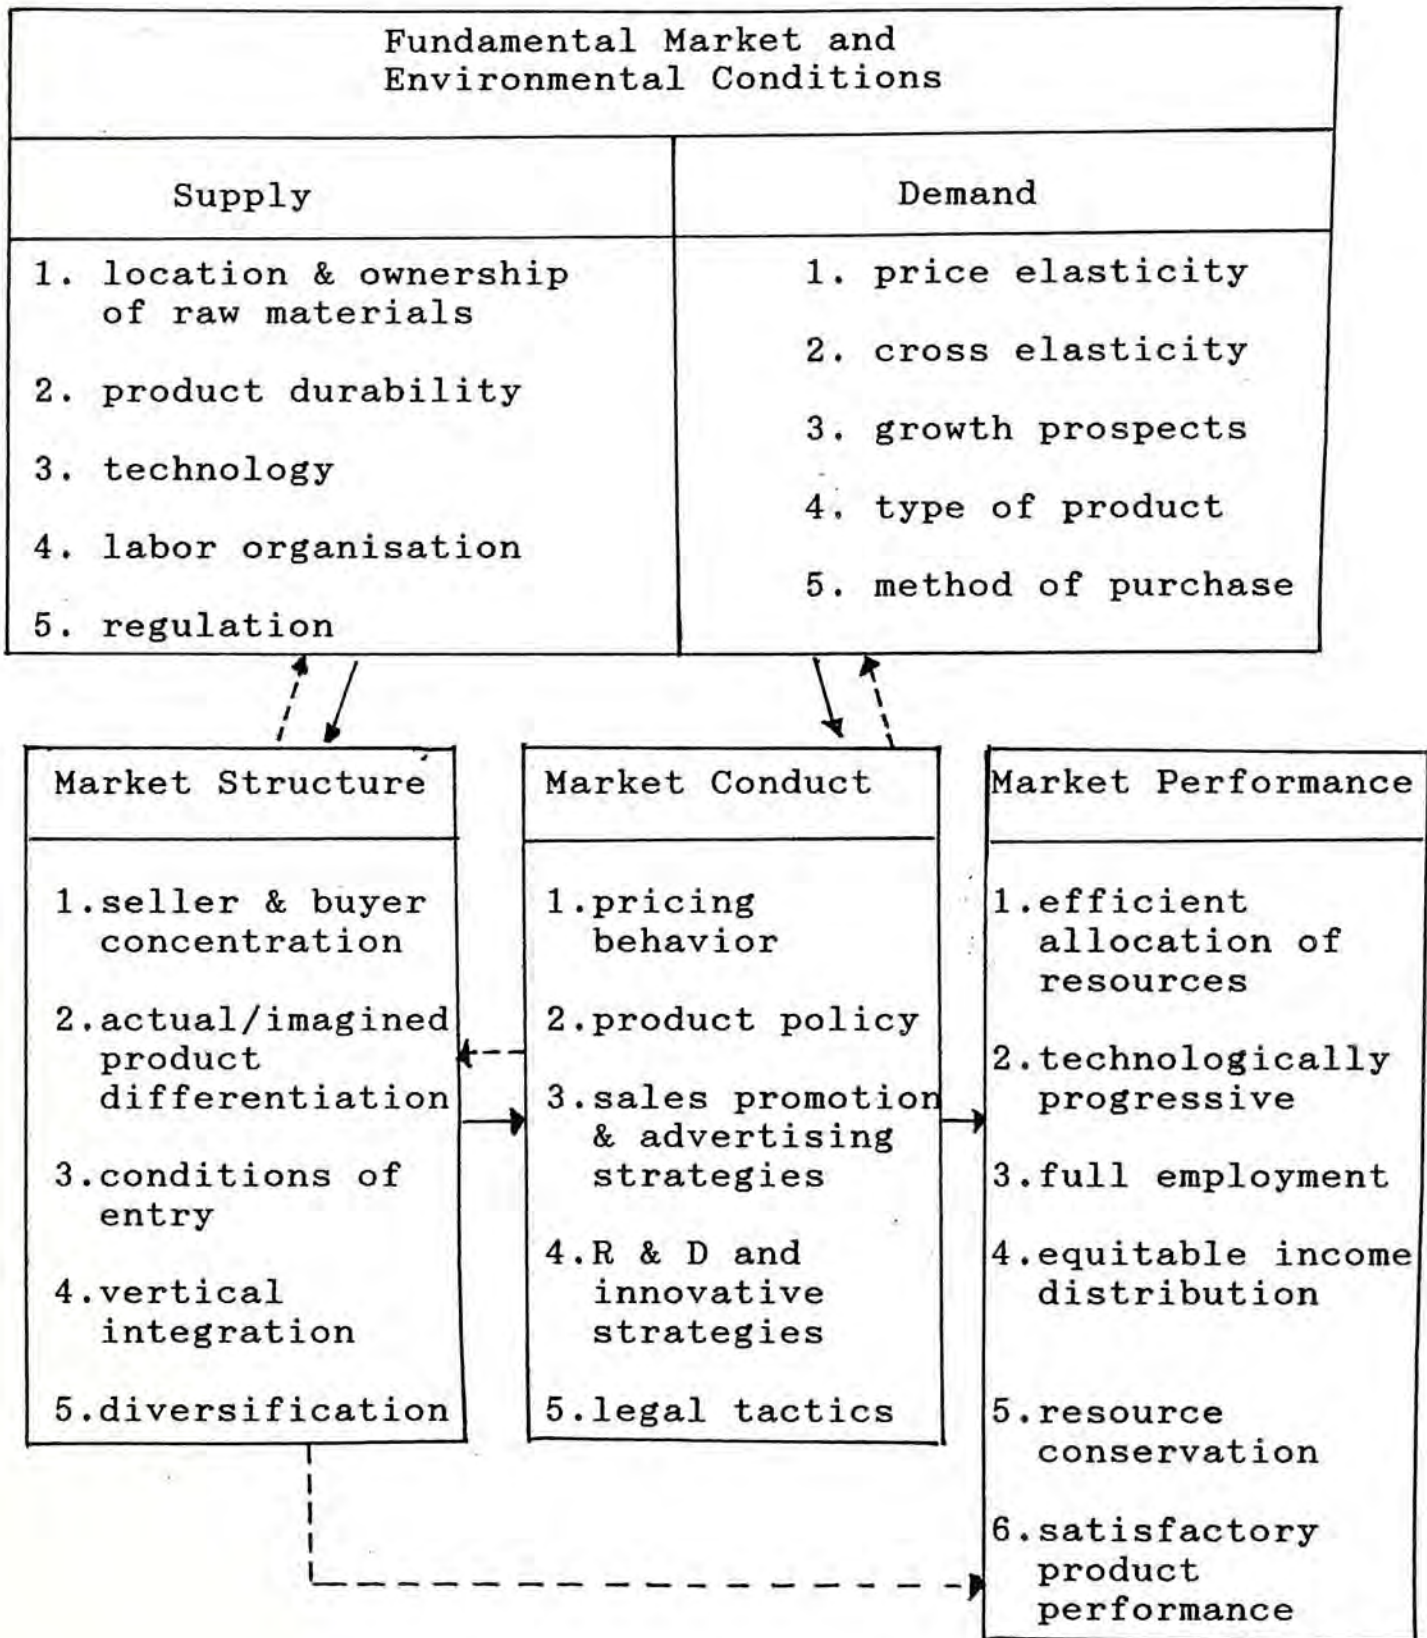 Fundamental Market and
Environmental Conditions
Supply
1. location & ownership
of raw materials
2. product durability
3. technology
4. labor organisation
5. regulation
Demand
1. price elasticity
2. cross elasticity
3. growth prospects
4. type of product
5. method of purchase
Market Structure
1.seller & buyer
concentration
2.actual/imagined
product
differentiation
3.conditions of
entry
4.vertical
integration
5.diversification
Market Conduct
1.pricing
behavior
2.product policy
3.sales promotion
& advertising
strategies
4.R & D and
innovative
strategies
5.legal tactics
Market Performance
1.efficient
allocation of
resources
2.technologically
progressive
3.full employment
4.equitable income
distribution
5.resource
conservation
6.satisfactory
product
performance